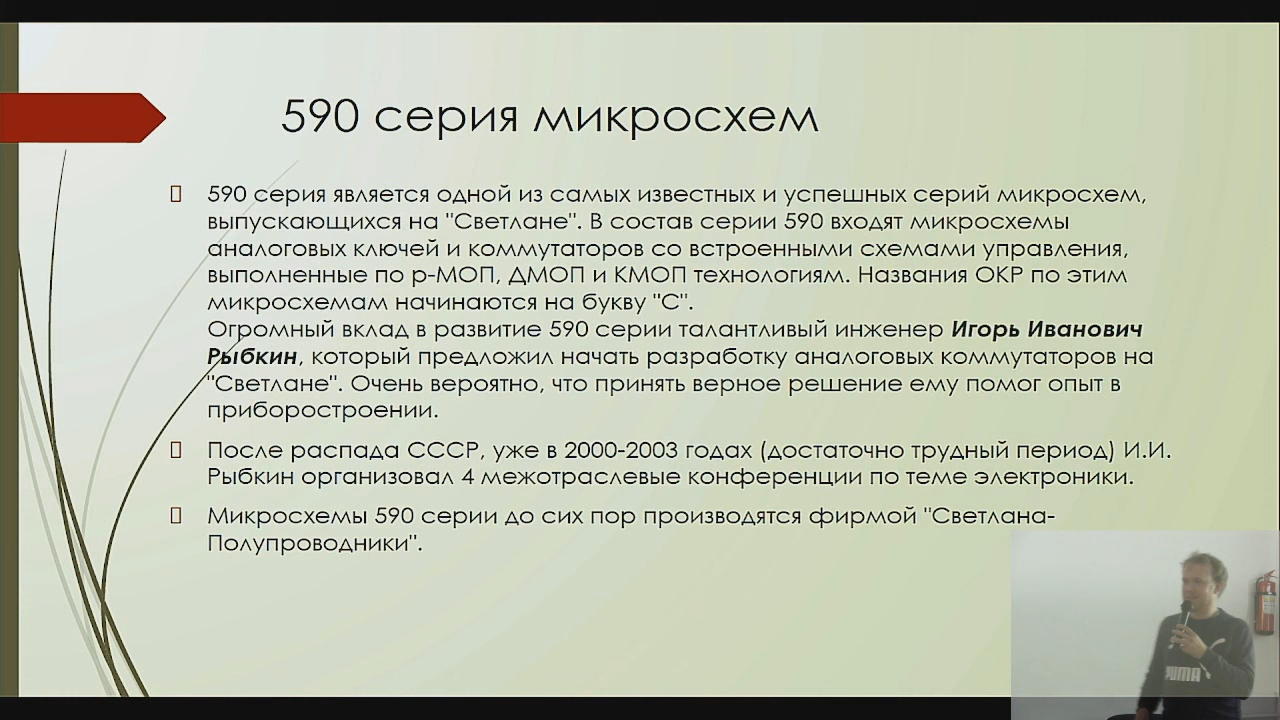 590 серия микросхем
590 серия является одной из самых известных и успешных серий микросхем,
выпускающихся на "Светлане". В состав серии 590 входят микросхемы
аналоговых ключей и коммутаторов со встроенными схемами управления,
выполненные по р-МОП, ДМОП и КМОП технологиям. Названия ОКР по этим
микросхемам начинаются на букву "С".
Огромный вклад в развитие 590 серии талантливый инженер Игорь Иванович
Рыбкин, который предложил начать разработку аналоговых коммутаторов на
"Светлане". Очень вероятно, что принять верное решение ему помог опыт в
приборостроении.
После распада СССР, уже в 2000-2003 годах (достаточно трудный период) И.И.
Рыбкин организовал 4 межотраслевые конференции по теме электроники.
Микросхемы 590 серии до сих пор производятся фирмой "Светлана-
Полупроводники".
PUMA